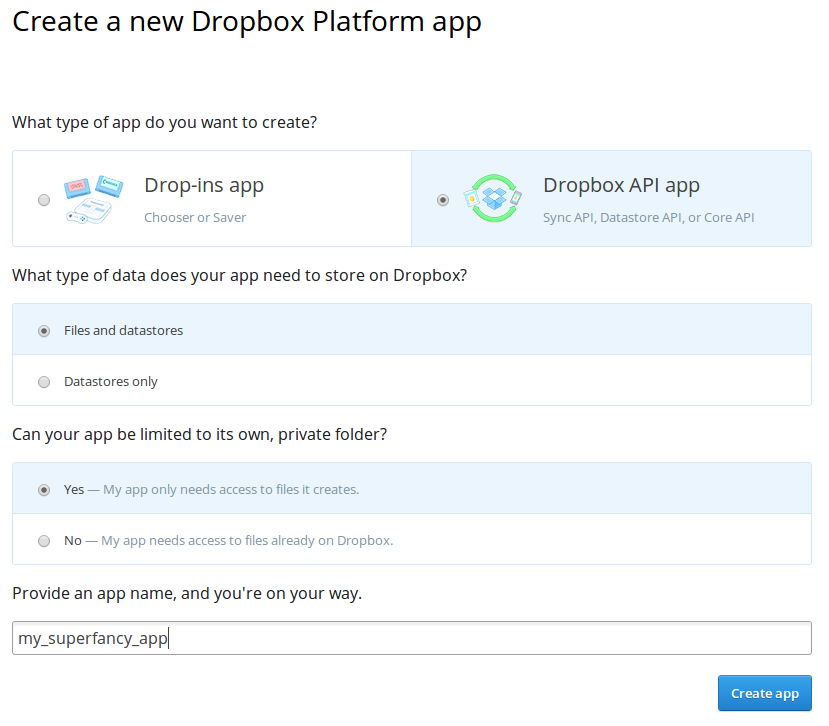 Create a new Dropbox Platform app
What type of app do you want to create?
Drop-ins app
Chooser or Saver
Dropbox API app
Sync API, Datastore API, or Core API
What type of data does your app need to store on Dropbox?
Files and datastores
Datastores only
Can your app be limited to its own, private folder?
Yes — My app only needs access to files it creates.
No — My app needs access to files already on Dropbox.
Provide an app name, and you're on your way.
my_superfancy_app
Create app